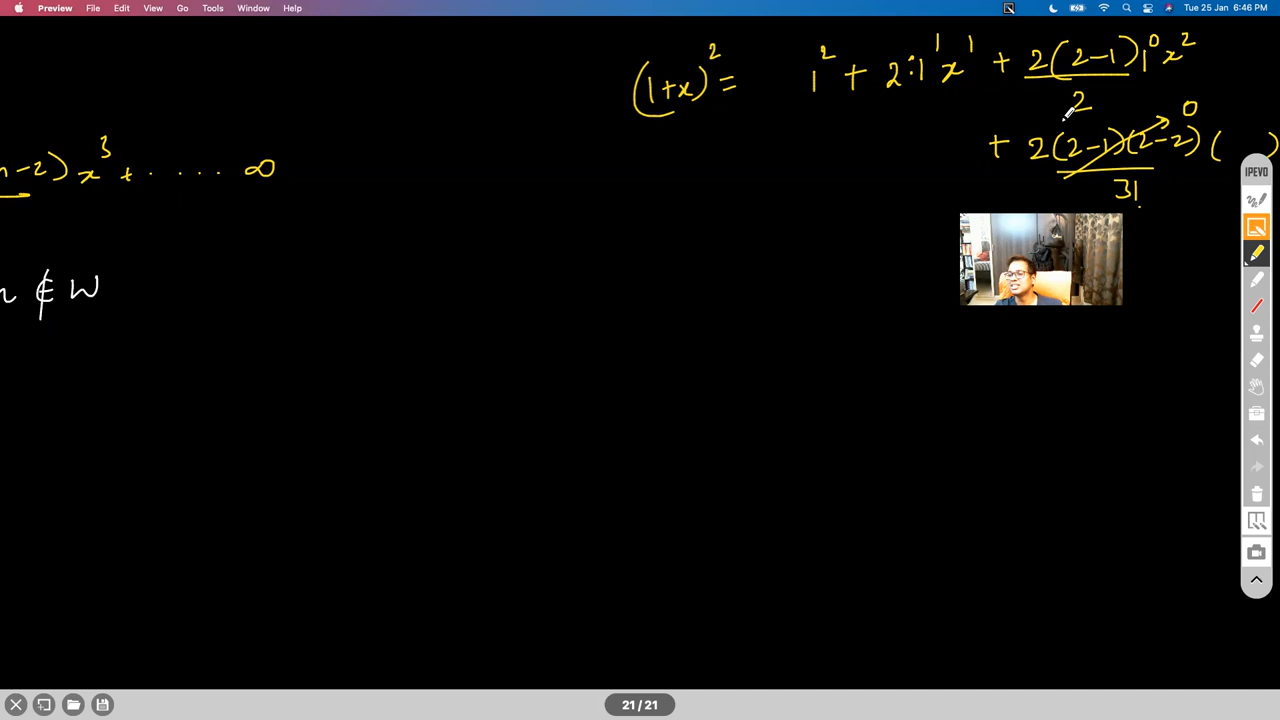 Preview File Edit View Go Tools Window Help
Tue 25 Jan 6:46 PM
(1+x)² = 1² + 2·1¹x¹ + 2(2-1)1⁰x²
2
+ 2(2-1)(2-2) ( )
0
3!
n-2)x³ + ..... ∞
n ∉ W
IPEVO
21/21